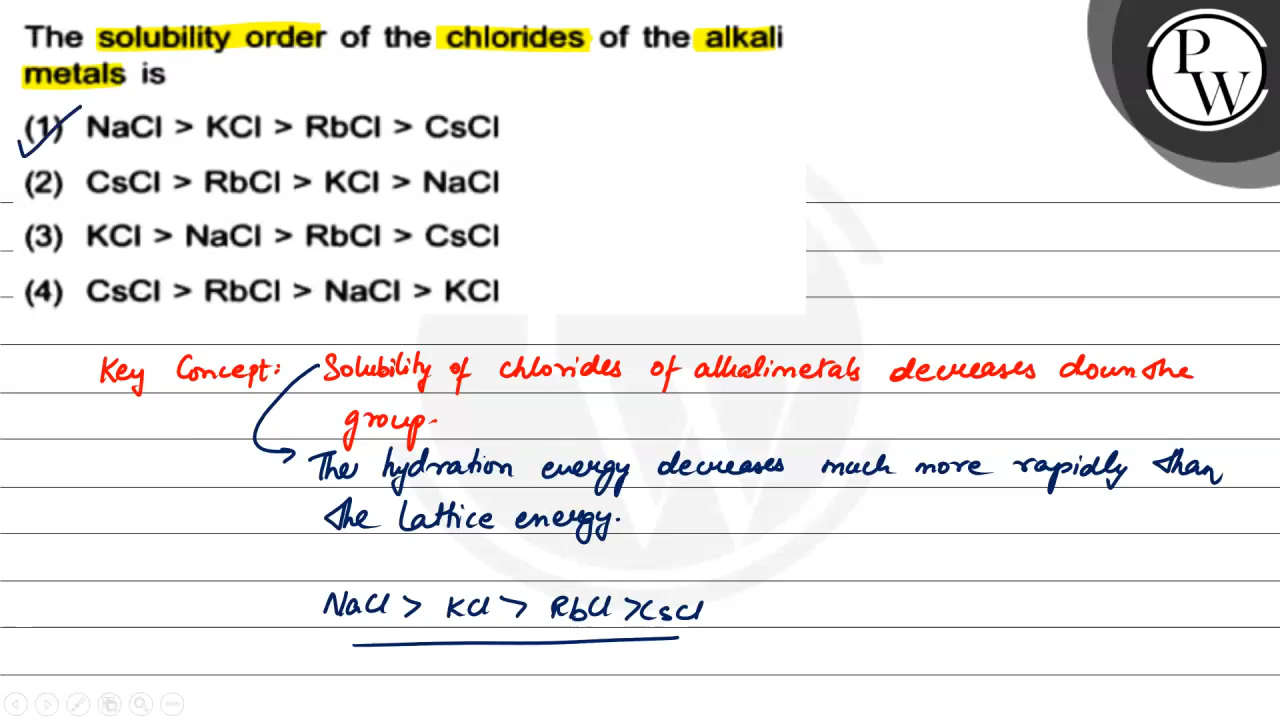 The solubility order of the chlorides of the alkali
metals is
(1) NaCl > KCl > RbCl > CsCl
(2) CsCl > RbCl > KCl > NaCl
(3) KCl > NaCl > RbCl > CsCl
(4) CsCl > RbCl > NaCl > KCl
P
W
Key Concept: Solubility of chlorides of alkalimetals decreases down the
group.
The hydration energy decreases much more rapidly than
the lattice energy.
NaCl > KCl > RbCl > CsCl